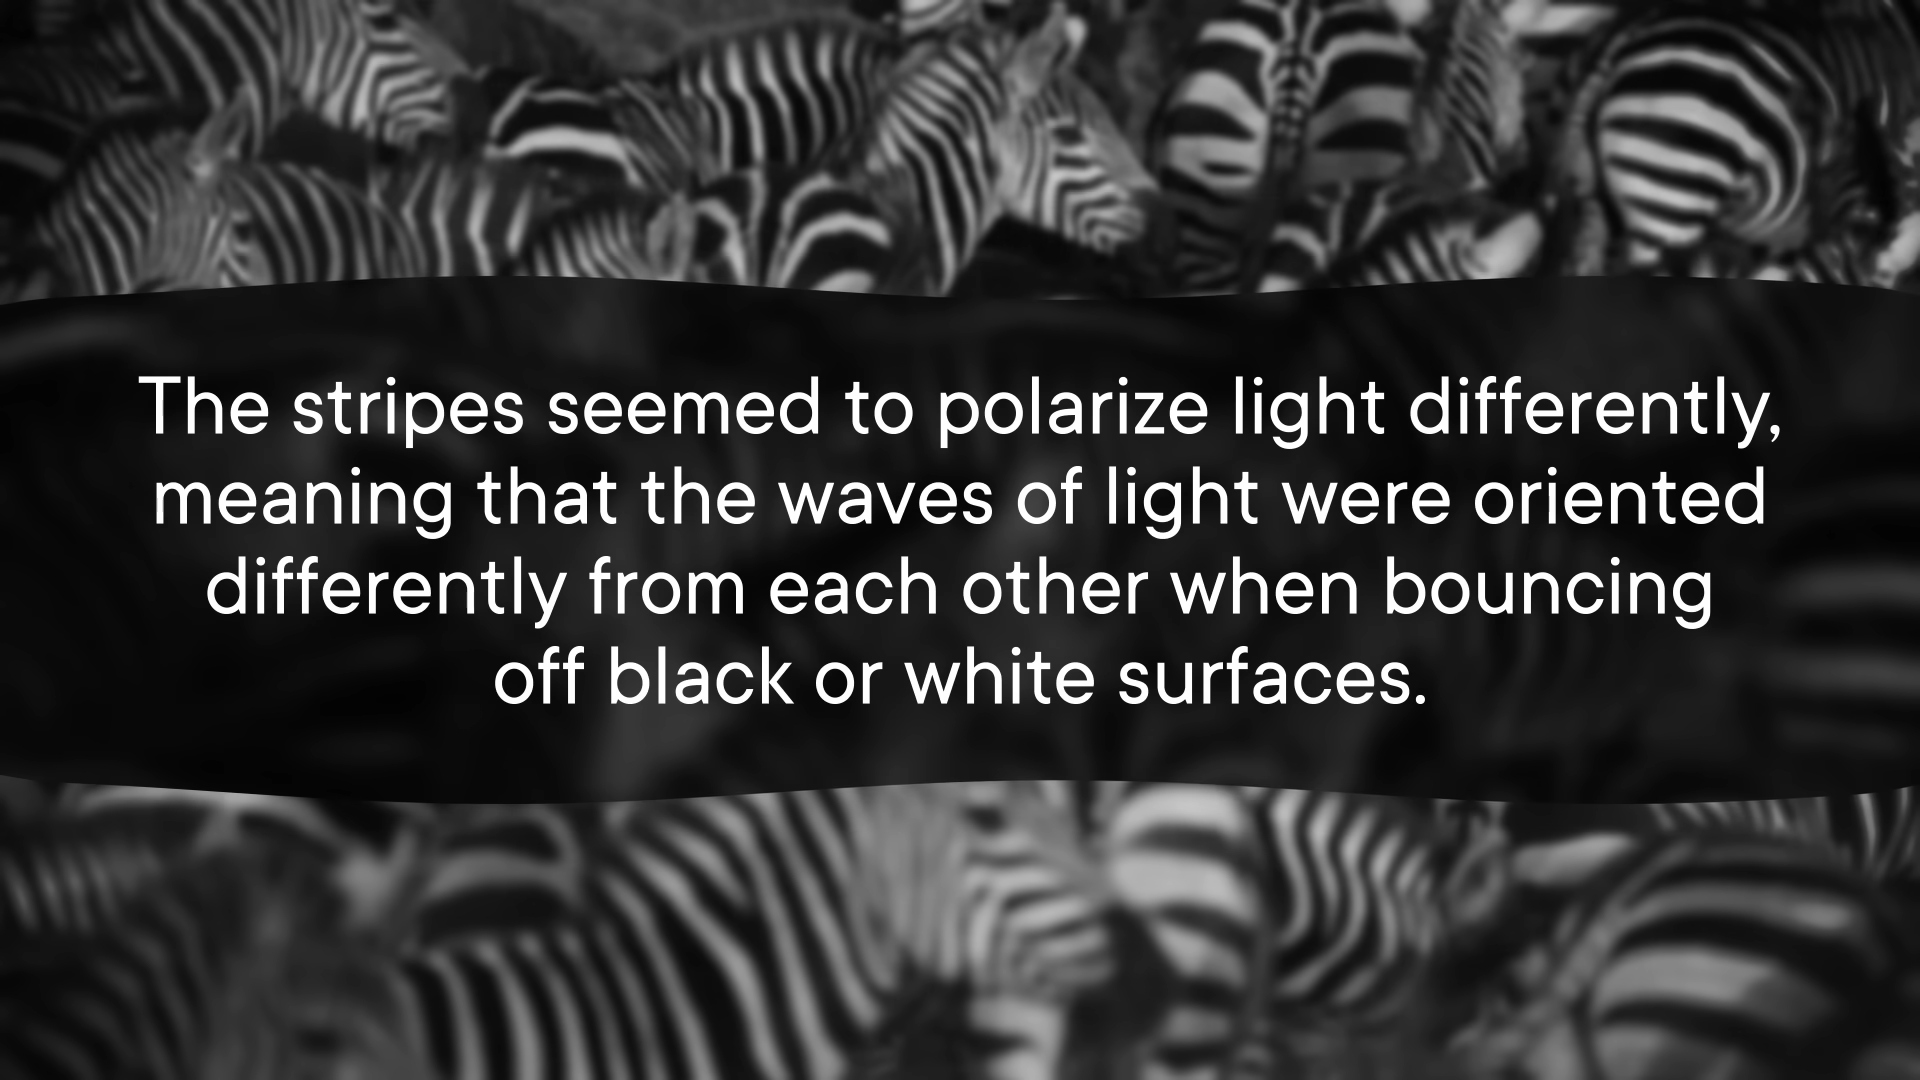 The stripes seemed to polarize light differently,
meaning that the waves of light were oriented
differently from each other when bouncing
off black or white surfaces.